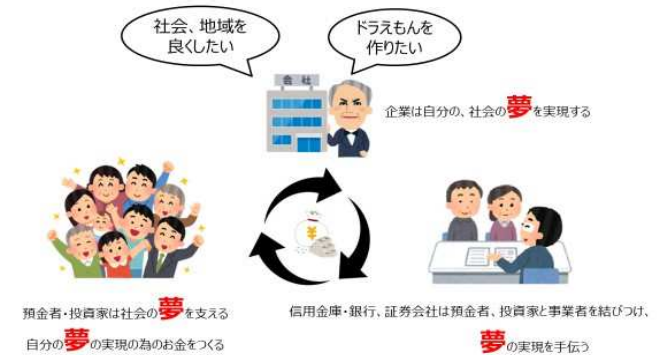 社会、地域を
良くしたい
ドラえもんを
作りたい
会社
企業は自分の、社会の夢を実現する
¥
預金者・投資家は社会の夢を支える
自分の夢の実現の為のお金をつくる
信用金庫・銀行、証券会社は預金者、投資家と事業者を結びつけ、
夢の実現を手伝う